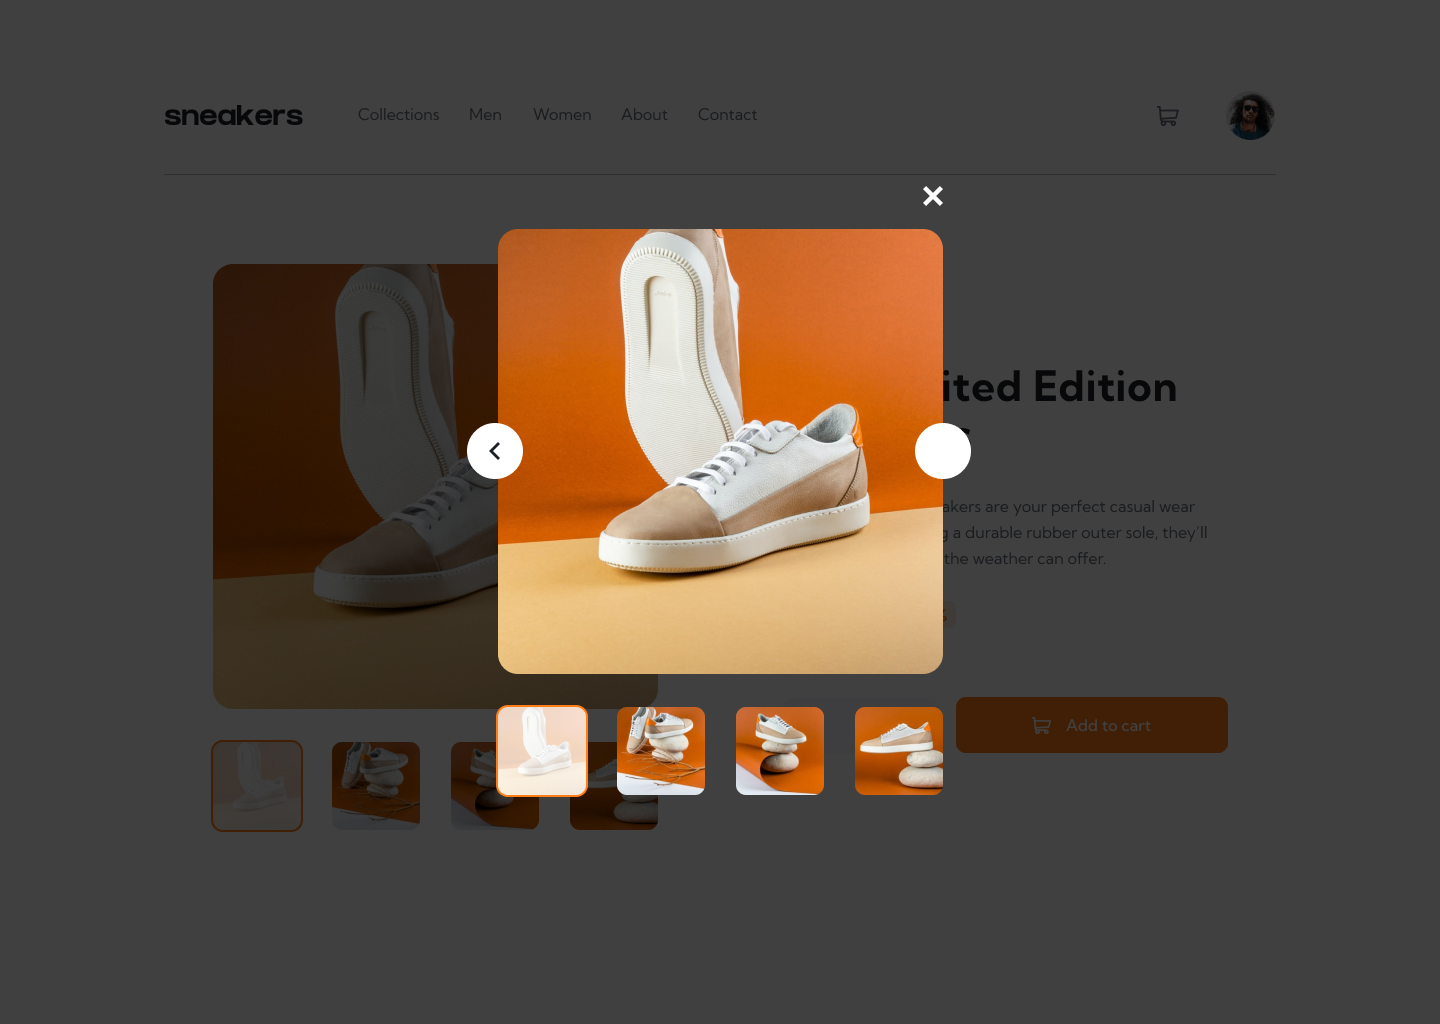 sneakers
Collections Men Women About Contact
ited Edition
akers are your perfect casual wear
g a durable rubber outer sole, they’ll
the weather can offer.
Add to cart